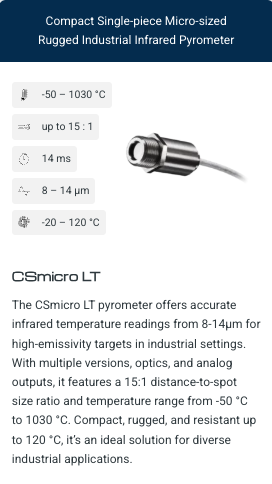 Compact Single-piece Micro-sized
Rugged Industrial Infrared Pyrometer
-50 – 1030 °C
up to 15 : 1
14 ms
8 – 14 μm
-20 – 120 °C
CSmicro LT
The CSmicro LT pyrometer offers accurate
infrared temperature readings from 8-14μm for
high-emissivity targets in industrial settings.
With multiple versions, optics, and analog
outputs, it features a 15:1 distance-to-spot
size ratio and temperature range from -50 °C
to 1030 °C. Compact, rugged, and resistant up
to 120 °C, it’s an ideal solution for diverse
industrial applications.